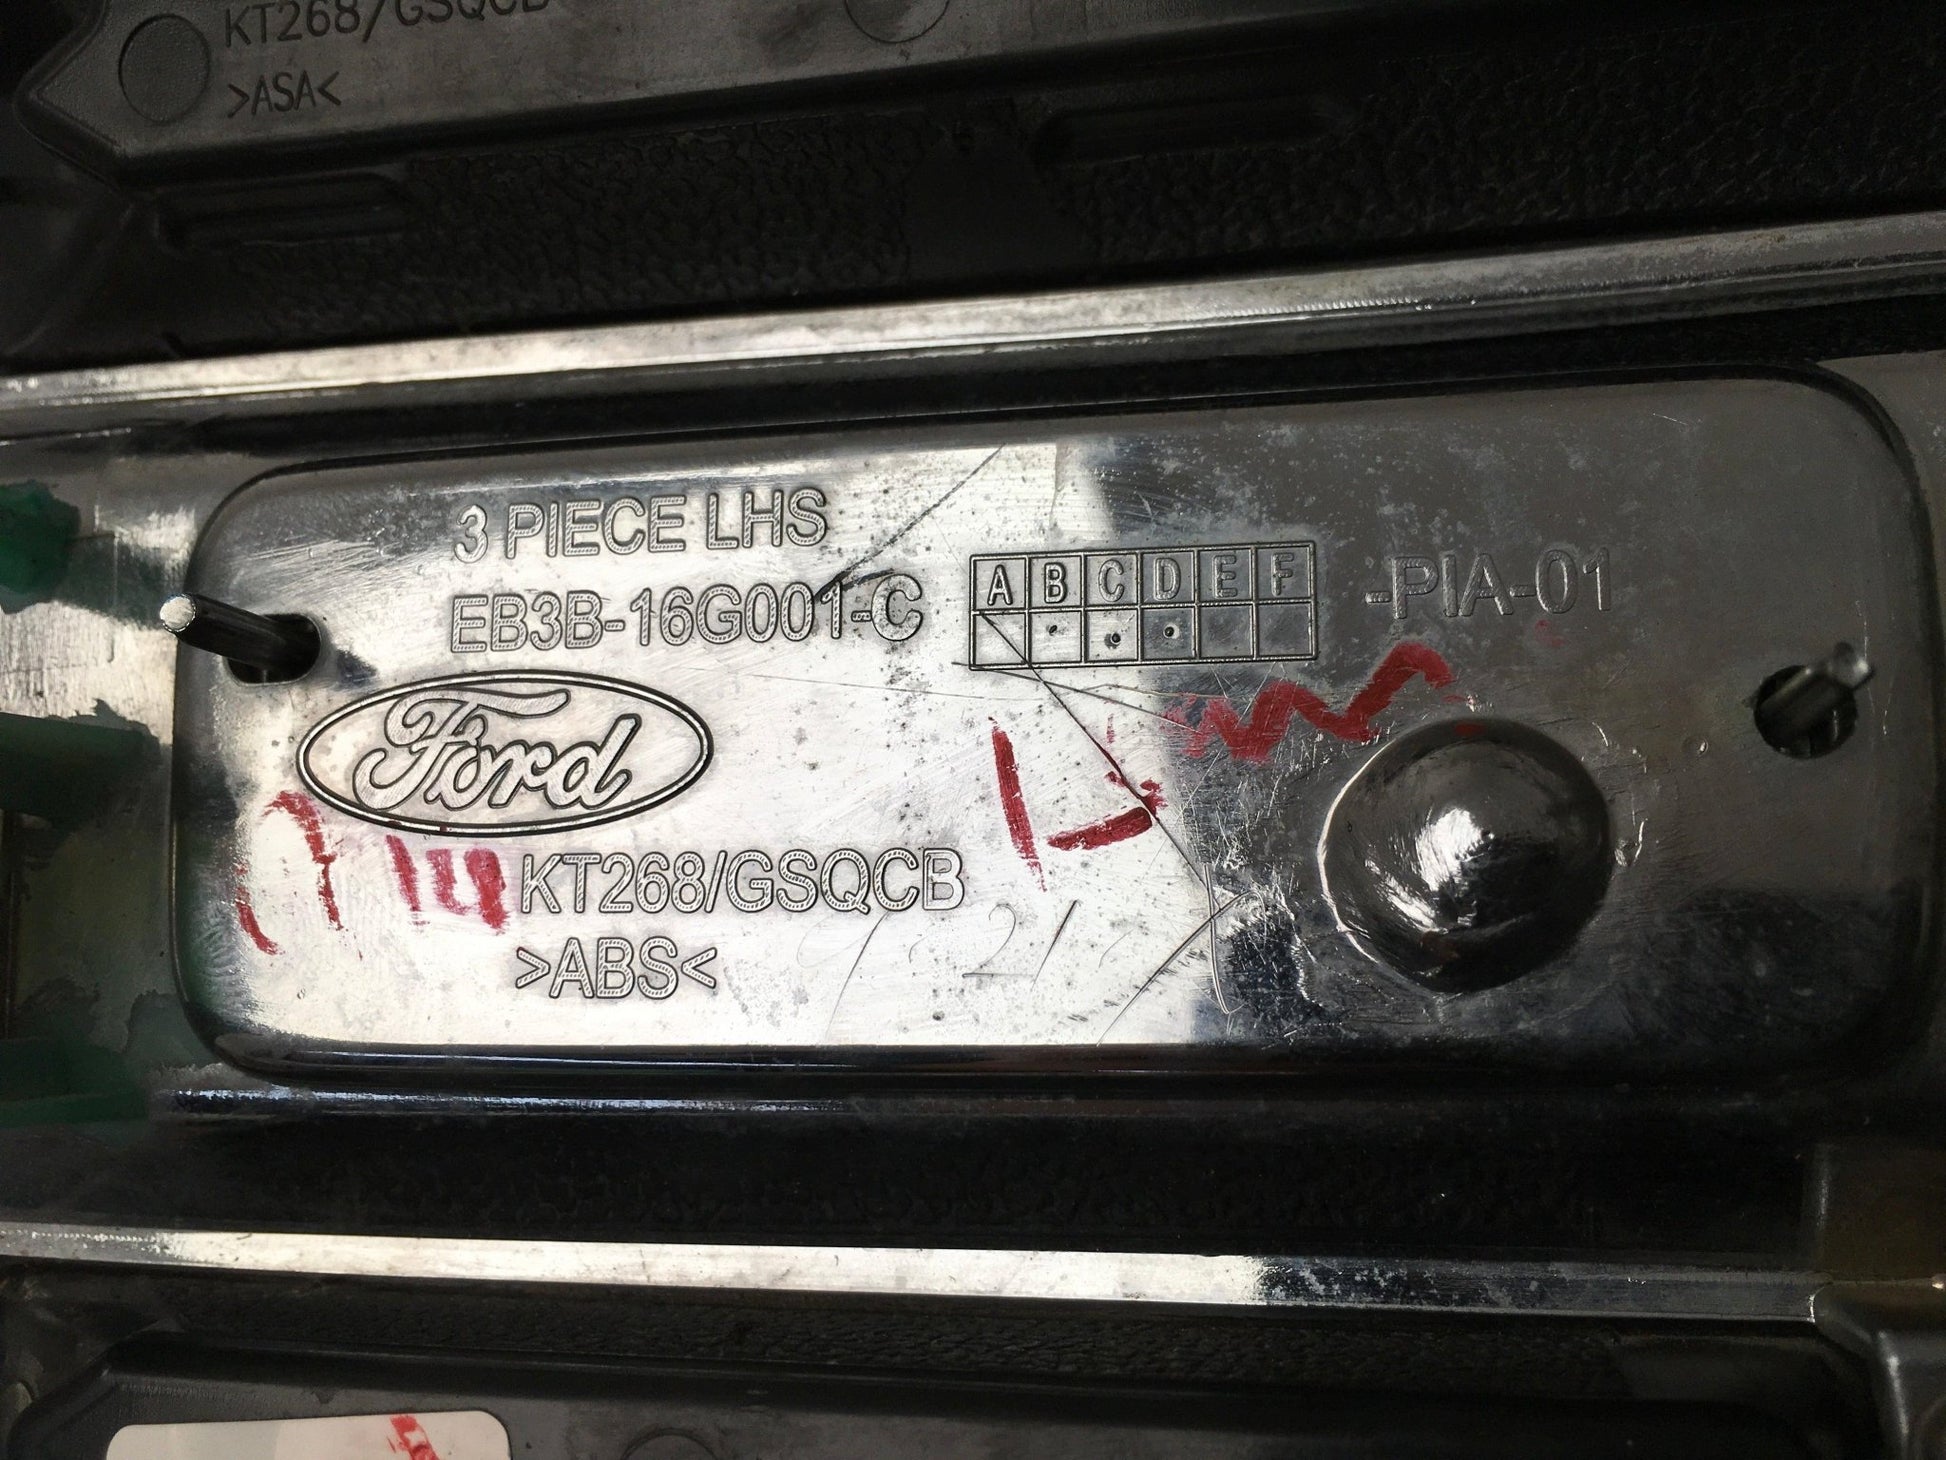 KT268/GSQCB
>ASA<
3 PIECE LHS
EB3B-16G001-C A B C D E F -PIA-01
Ford
KT268/GSQCB
>ABS<